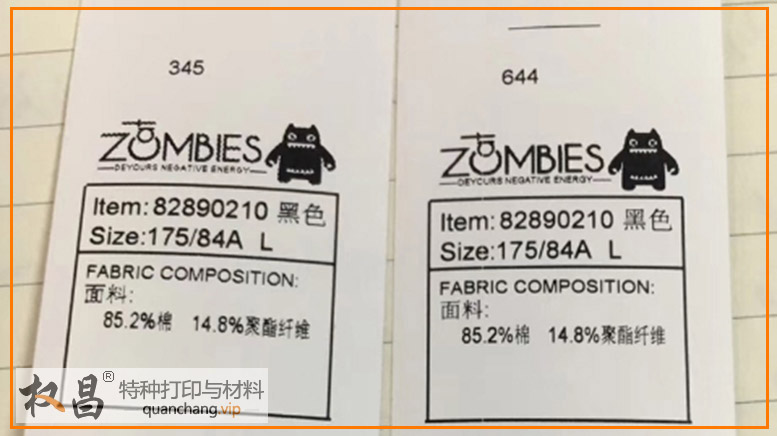 345
ZOMBIES
DEVOURS NEGATIVE ENERGY
Item: 82890210 黑色
Size:175/84A L
FABRIC COMPOSITION:
面料:
85.2%棉 14.8%聚酯纤维
644
ZOMBIES
DEVOURS NEGATIVE ENERGY
Item: 82890210 黑色
Size:175/84A L
FABRIC COMPOSITION:
面料:
85.2%棉 14.8%聚酯纤维
权昌® 特种打印与材料
quanchang.vip